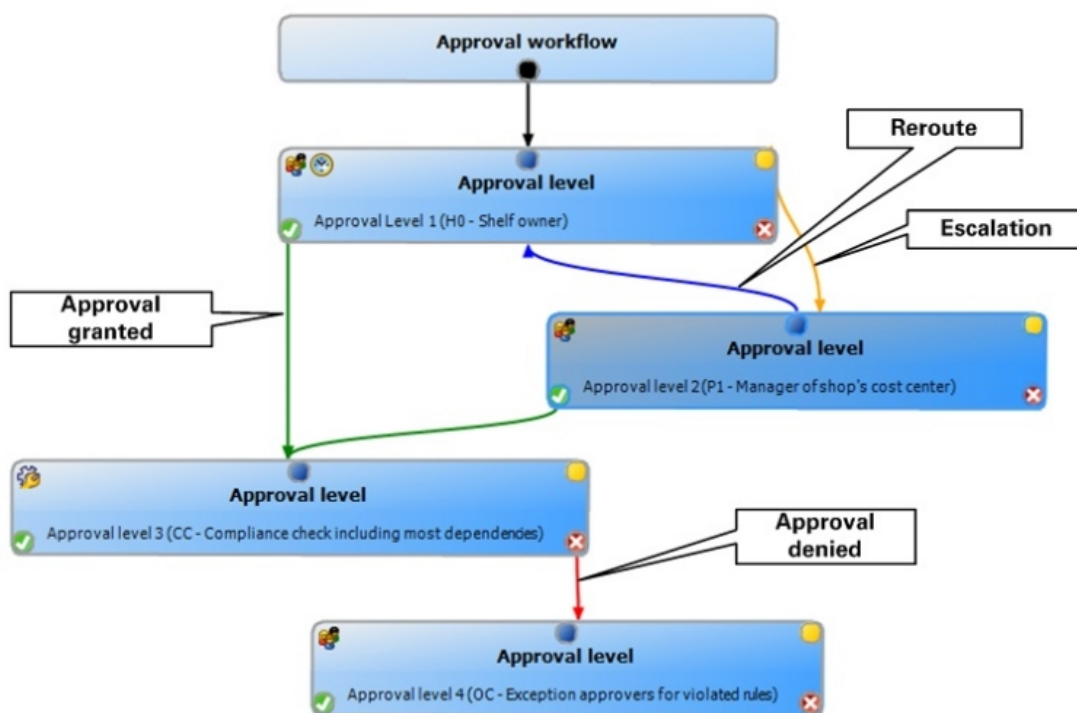 Approval workflow
Reroute
Approval level
Approval Level 1 (H0 - Shelf owner)
Escalation
Approval
granted
Approval level
Approval level 2(P1 - Manager of shop's cost center)
Approval level
Approval level 3 (CC - Compliance check including most dependencies)
Approval
denied
Approval level
Approval level 4 (OC - Exception approvers for violated rules)